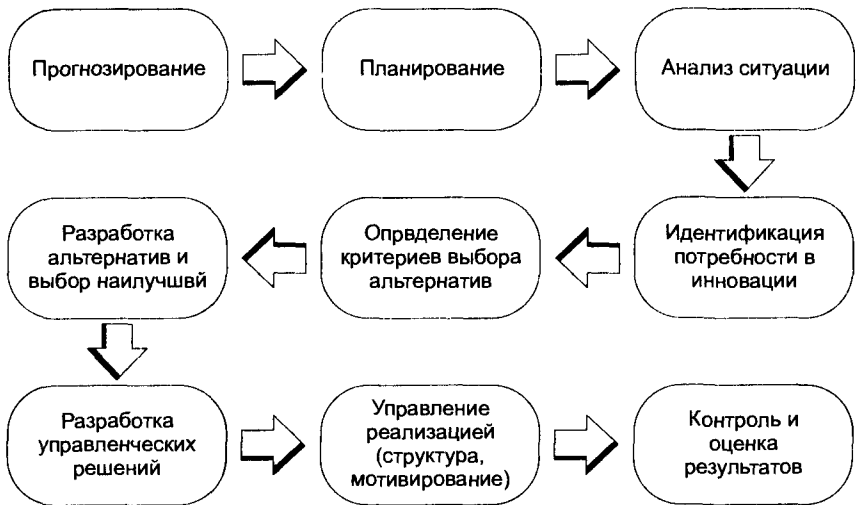 Прогнозирование
Планирование
Анализ ситуации
Идентификация
потребности в
инновации
Опрвделение
критериев выбора
альтернатив
Разработка
альтернатив и
выбор наилучшвй
Разработка
управленческих
решений
Управление
реализацией
(структура,
мотивирование)
Контроль и
оценка
результатов